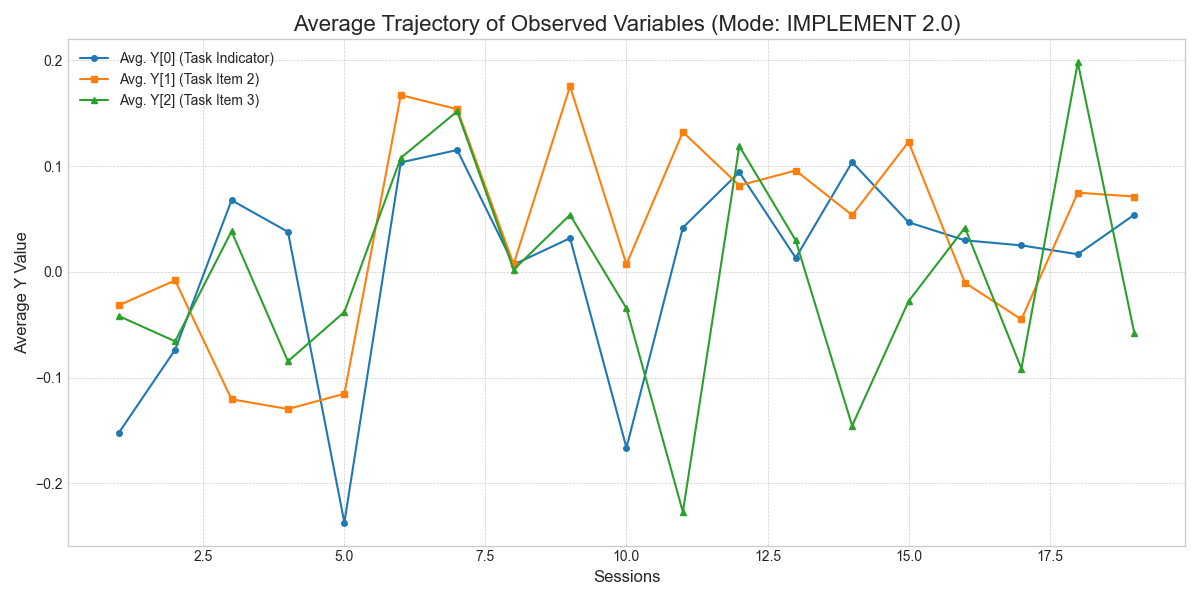 Average Trajectory of Observed Variables (Mode: IMPLEMENT 2.0)
Avg. Y[0] (Task Indicator)
Avg. Y[1] (Task Item 2)
Avg. Y[2] (Task Item 3)
Average Y Value
0.2
0.1
0.0
−0.1
−0.2
2.5 5.0 7.5 10.0 12.5 15.0 17.5
Sessions